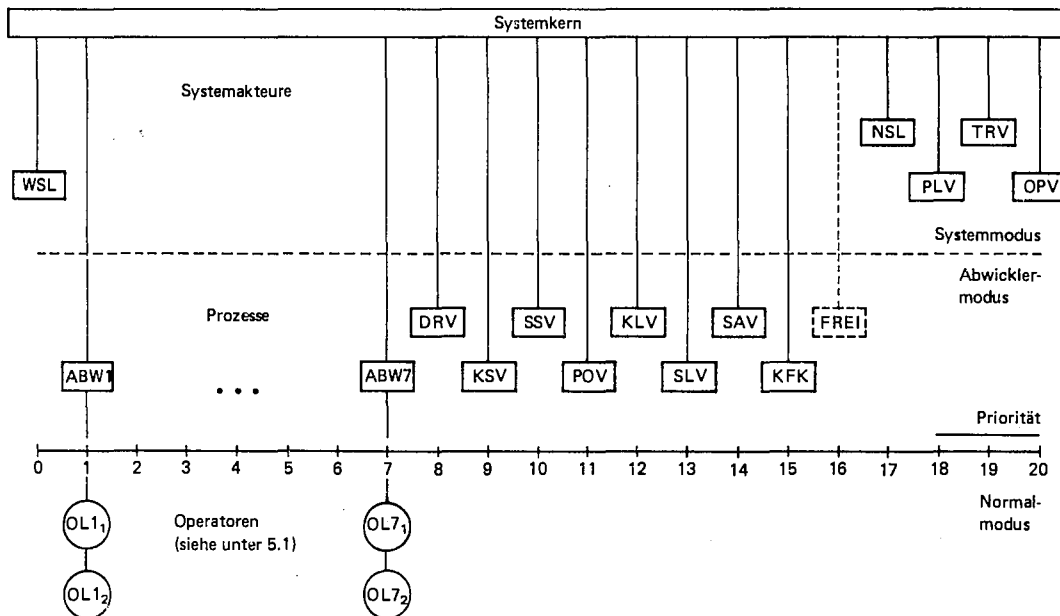 Systemkern
Systemakteure
NSL TRV
WSL PLV OPV
Systemmodus
Abwickler-
modus
Prozesse
DRV SSV KLV SAV FREI
ABW1 ... ABW7 KSV POV SLV KFK
Priorität
0 1 2 3 4 5 6 7 8 9 10 11 12 13 14 15 16 17 18 19 20
Normal-
modus
OL1₁ Operatoren OL7₁
(siehe unter 5.1)
OL1₂ OL7₂